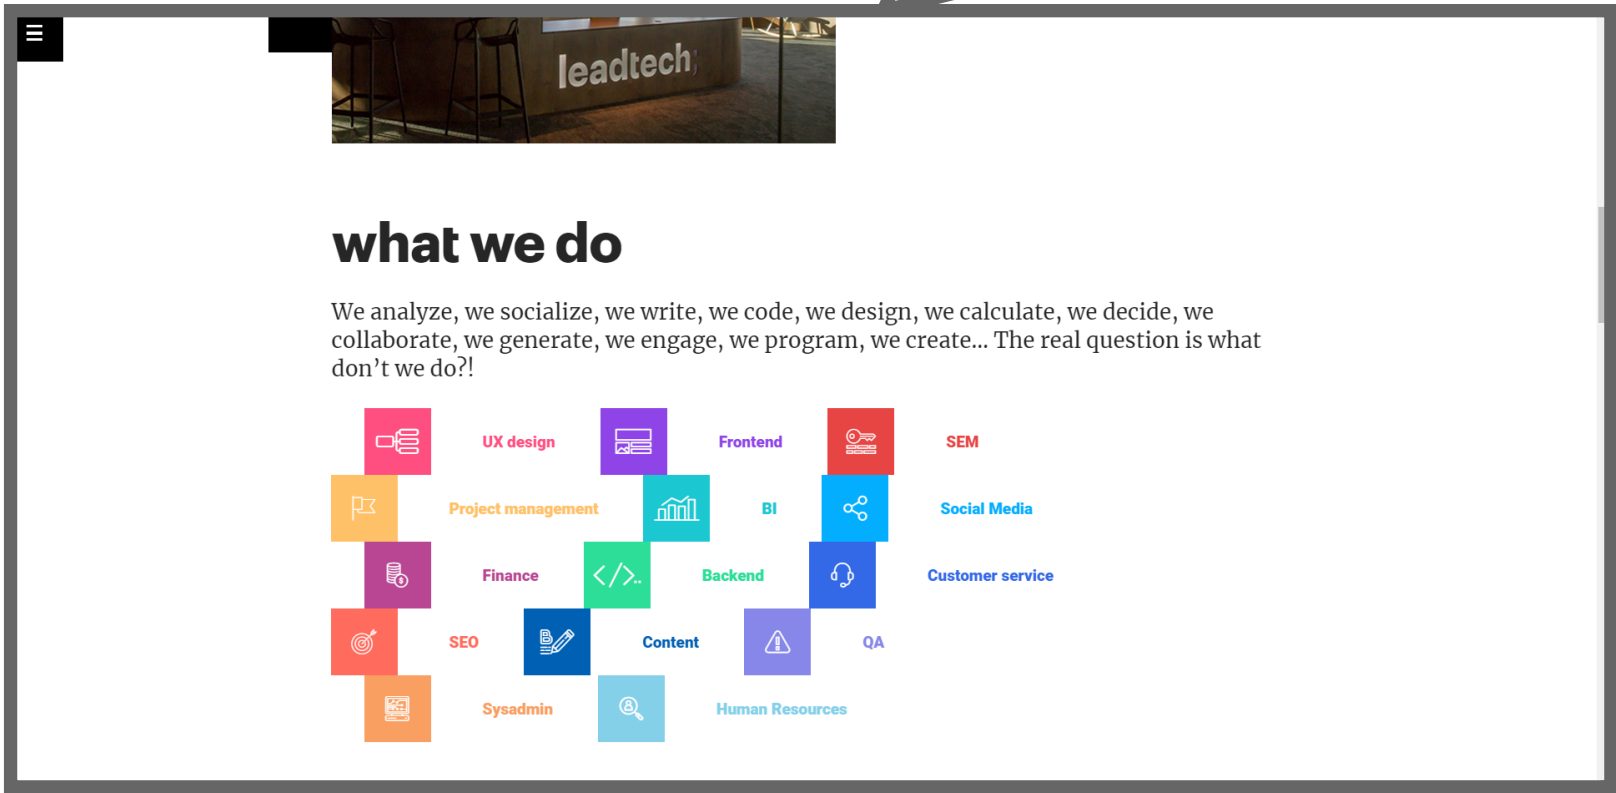 leadtech;
what we do
We analyze, we socialize, we write, we code, we design, we calculate, we decide, we
collaborate, we generate, we engage, we program, we create... The real question is what
don’t we do?!
UX design Frontend SEM
Project management BI Social Media
Finance Backend Customer service
SEO Content QA
Sysadmin Human Resources